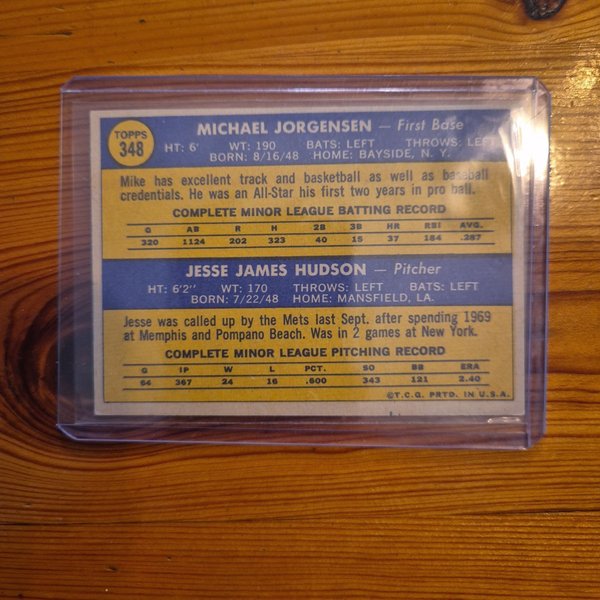 TOPPS
348
MICHAEL JORGENSEN — First Base
HT: 6' WT: 190 BATS: LEFT THROWS: LEFT
BORN: 8/16/48 HOME: BAYSIDE, N. Y.
Mike has excellent track and basketball as well as baseball
credentials. He was an All-Star his first two years in pro ball.
COMPLETE MINOR LEAGUE BATTING RECORD
G AB R H 2B 3B HR RBI AVG.
320 1124 202 323 40 15 37 184 .287
JESSE JAMES HUDSON — Pitcher
HT: 6'2" WT: 170 THROWS: LEFT BATS: LEFT
BORN: 7/22/48 HOME: MANSFIELD, LA.
Jesse was called up by the Mets last Sept. after spending 1969
at Memphis and Pompano Beach. Was in 2 games at New York.
COMPLETE MINOR LEAGUE PITCHING RECORD
G IP W L PCT. SO BB ERA
64 367 24 16 .600 343 121 2.40
©T.C.G. PRTD. IN U.S.A.